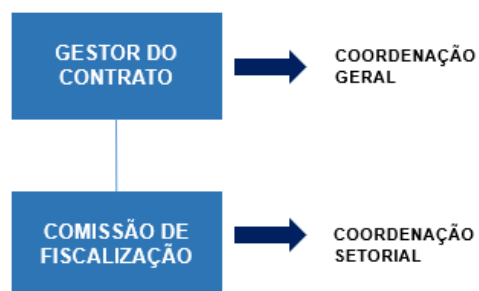 GESTOR DO
CONTRATO
COORDENAÇÃO
GERAL
COMISSÃO DE
FISCALIZAÇÃO
COORDENAÇÃO
SETORIAL